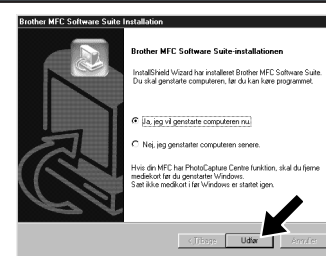 Brother MFC Software Suite Installation
Brother MFC Software Suite-installationen
InstallShield Wizard har installeret Brother MFC Software Suite.
Du skal genstarte computeren, før du kan køre programmet.
Ja, jeg vil genstarte computeren nu.
Nej, jeg genstarter computeren senere.
Hvis din MFC har PhotoCapture Centre funktion, skal du fjerne
mediekort før du genstarter Windows.
Sæt ikke medikort i før Windows er startet igen.
< Tilbage Udfør Annuller